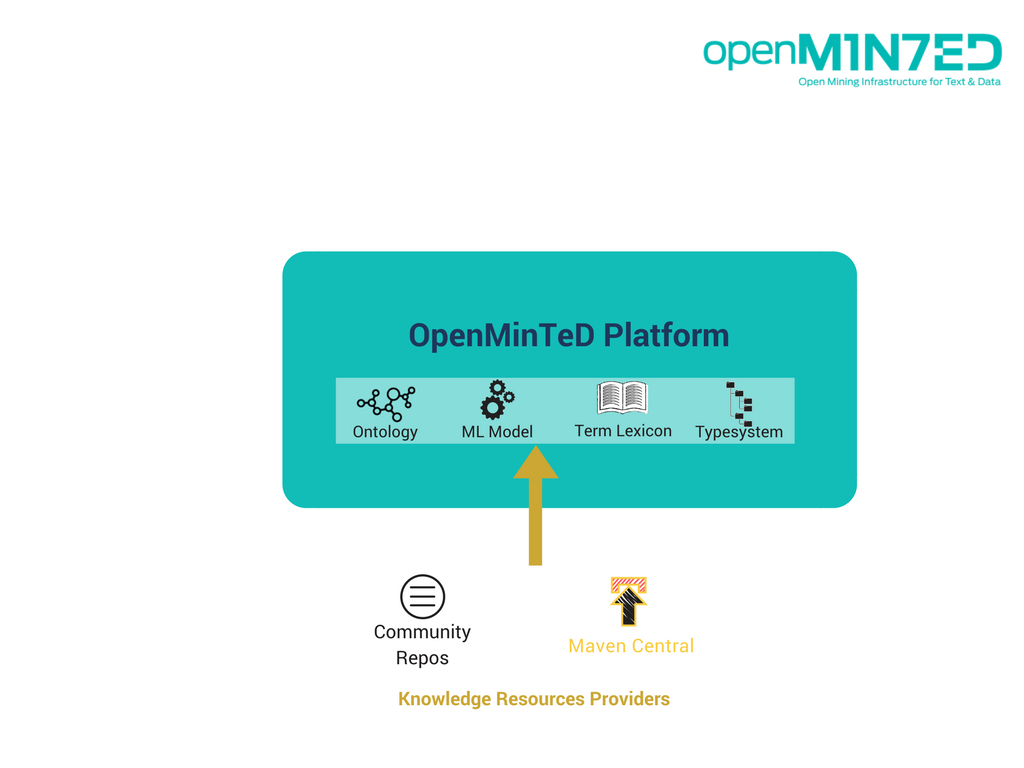 openM1N7ED
Open Mining Infrastructure for Text & Data
OpenMinTeD Platform
Ontology
ML Model
Term Lexicon
Typesystem
Community
Repos
Maven Central
Knowledge Resources Providers